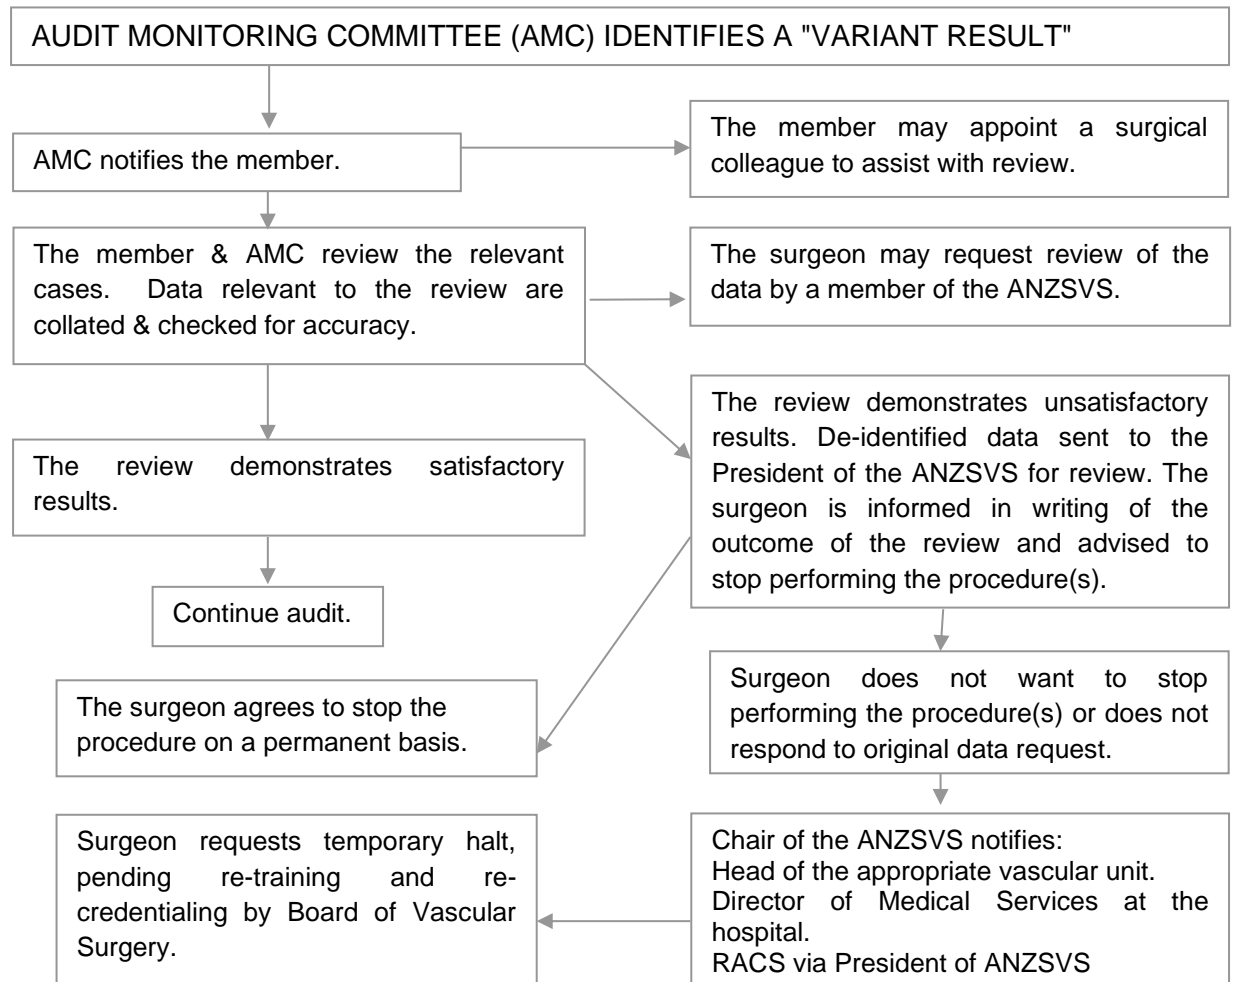 AUDIT MONITORING COMMITTEE (AMC) IDENTIFIES A "VARIANT RESULT"
AMC notifies the member.
The member may appoint a surgical
colleague to assist with review.
The member & AMC review the relevant
cases. Data relevant to the review are
collated & checked for accuracy.
The surgeon may request review of the
data by a member of the ANZSVS.
The review demonstrates satisfactory
results.
The review demonstrates unsatisfactory
results. De-identified data sent to the
President of the ANZSVS for review. The
surgeon is informed in writing of the
outcome of the review and advised to
stop performing the procedure(s).
Continue audit.
The surgeon agrees to stop the
procedure on a permanent basis.
Surgeon does not want to stop
performing the procedure(s) or does not
respond to original data request.
Surgeon requests temporary halt,
pending re-training and re-
credentialing by Board of Vascular
Surgery.
Chair of the ANZSVS notifies:
Head of the appropriate vascular unit.
Director of Medical Services at the
hospital.
RACS via President of ANZSVS